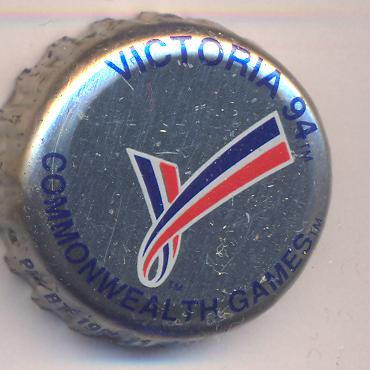 VICTORIA 94™
COMMONWEALTH GAMES™
™